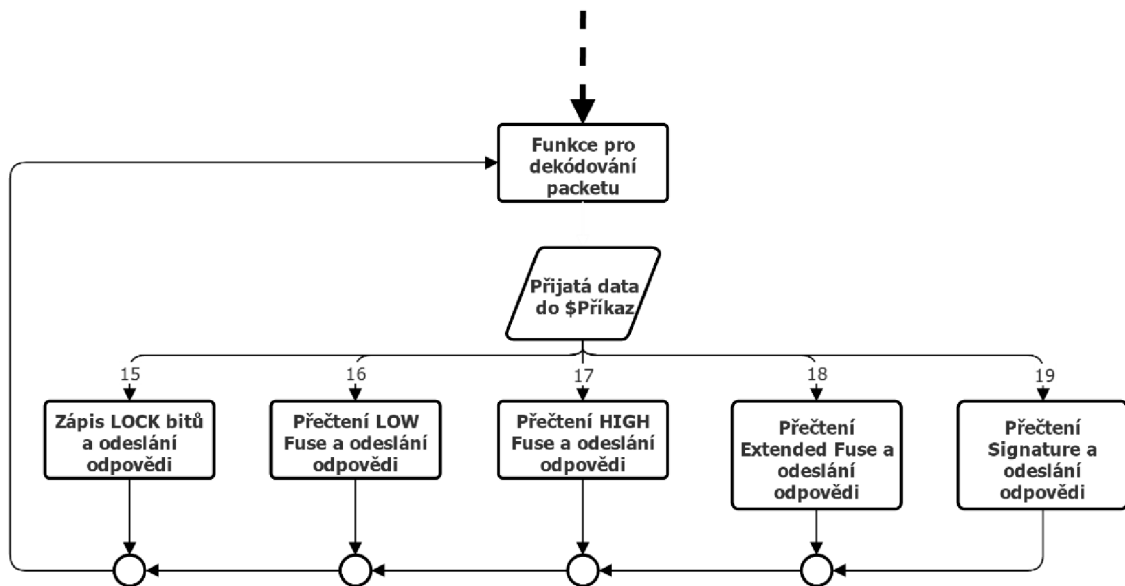 Funkce pro
dekódování
packetu
Přijatá data
do $Příkaz
15
16
17
18
19
Zápis LOCK bitů
a odeslání
odpovědi
Přečtení LOW
Fuse a odeslání
odpovědi
Přečtení HIGH
Fuse a odeslání
odpovědi
Přečtení
Extended Fuse a
odeslání
odpovědi
Přečtení
Signature a
odeslání
odpovědi